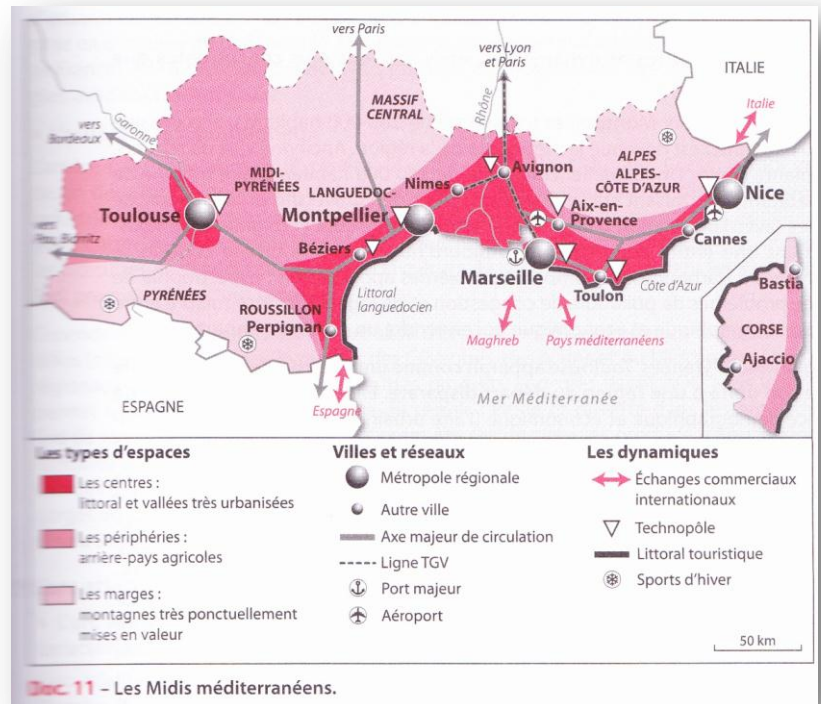 vers Paris
vers Lyon
et Paris
ITALIE
MASSIF
CENTRAL
Rhône
Italie
Garonne
vers
Bordeaux
ALPES
MIDI-
PYRÉNÉES
Avignon
ALPES-
CÔTE D'AZUR
LANGUEDOC-
Nimes
Nice
Toulouse
Montpellier
Aix-en-
Provence
vers
Pau, Biarritz
Béziers
Cannes
Marseille
PYRÉNÉES
Littoral
languedocien
Toulon
Côte d'Azur
Bastia
ROUSSILLON
Perpignan
CORSE
Maghreb
Pays méditerranéens
Ajaccio
Espagne
ESPAGNE
Mer Méditerranée
Les types d'espaces
Les centres :
littoral et vallées très urbanisées
Les périphéries :
arrière-pays agricoles
Les marges :
montagnes très ponctuellement
mises en valeur
Villes et réseaux
Métropole régionale
Autre ville
Axe majeur de circulation
Ligne TGV
Port majeur
Aéroport
Les dynamiques
Échanges commerciaux
internationaux
Technopôle
Littoral touristique
Sports d'hiver
50 km
Doc. 11 – Les Midis méditerranéens.